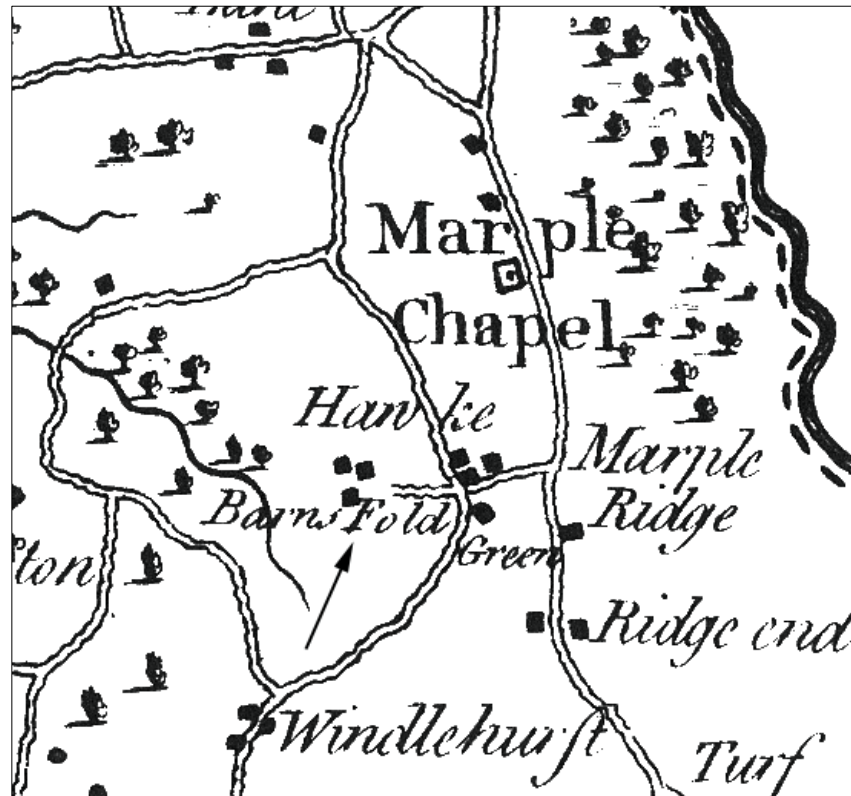 Marple
Chapel
Hawke
Marple
Ridge
Barns Fold
Green
Ridge end
Windlehurſt
Turf